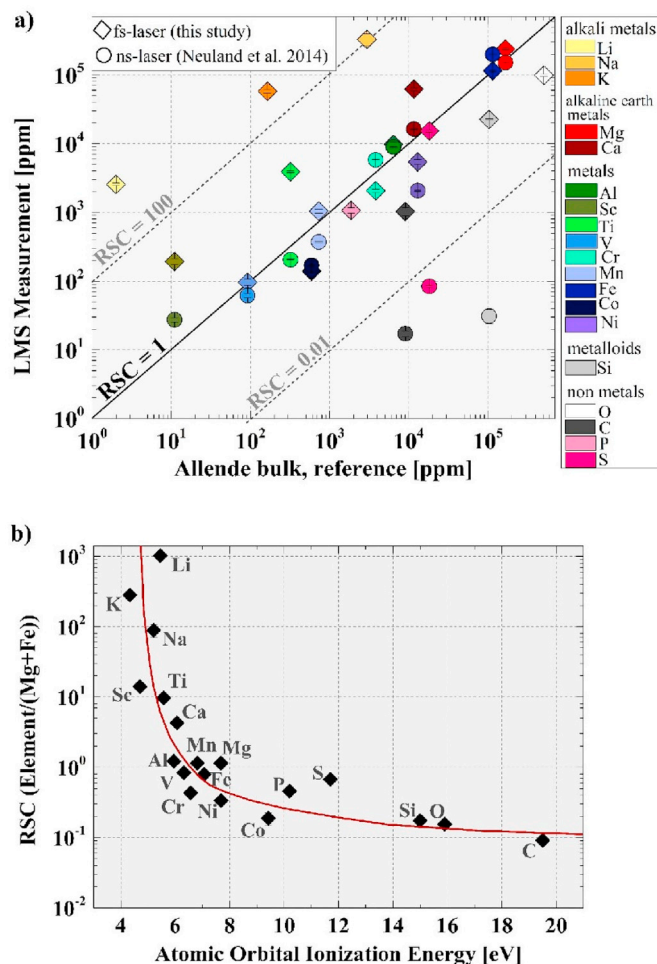 a)
fs-laser (this study)
ns-laser (Neuland et al. 2014)
LMS Measurement [ppm]
10⁵
10⁴
10³
10²
10¹
10⁰
RSC = 100
RSC = 1
RSC = 0.01
10⁰ 10¹ 10² 10³ 10⁴ 10⁵
Allende bulk, reference [ppm]
alkali metals
Li
Na
K
alkaline earth
metals
Mg
Ca
metals
Al
Sc
Ti
V
Cr
Mn
Fe
Co
Ni
metalloids
Si
non metals
O
C
P
S
b)
RSC (Element/(Mg+Fe))
10³
10²
10¹
10⁰
10⁻¹
10⁻²
Li
K
Na
Sc
Ti
Ca
Al
Mn
Mg
V
Fe
Cr
Ni
Co
P
S
Si
O
C
4 6 8 10 12 14 16 18 20
Atomic Orbital Ionization Energy [eV]